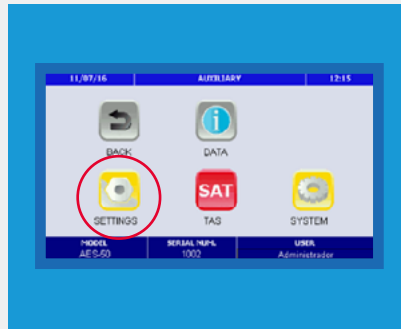 11/07/16 AUXILIARY 12:15
BACK DATA
SAT
SETTINGS TAS SYSTEM
MODEL SERIAL NUM. USER
AES-50 1002 Administrador